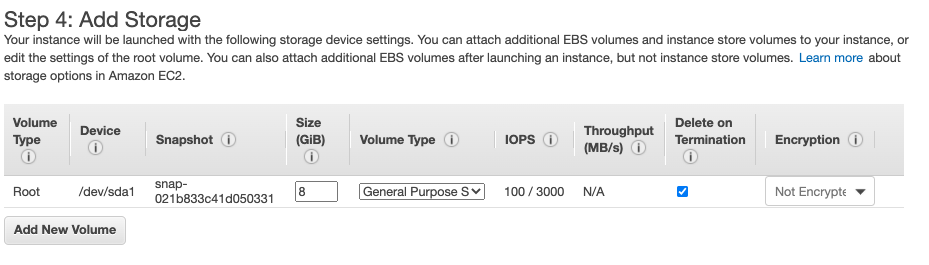 Step 4: Add Storage
Your instance will be launched with the following storage device settings. You can attach additional EBS volumes and instance store volumes to your instance, or
edit the settings of the root volume. You can also attach additional EBS volumes after launching an instance, but not instance store volumes. Learn more about
storage options in Amazon EC2.
Volume Type Device Snapshot Size (GiB) Volume Type IOPS Throughput (MB/s) Delete on Termination Encryption
Root /dev/sda1 snap-021b833c41d050331 8 General Purpose S 100 / 3000 N/A Not Encrypte
Add New Volume